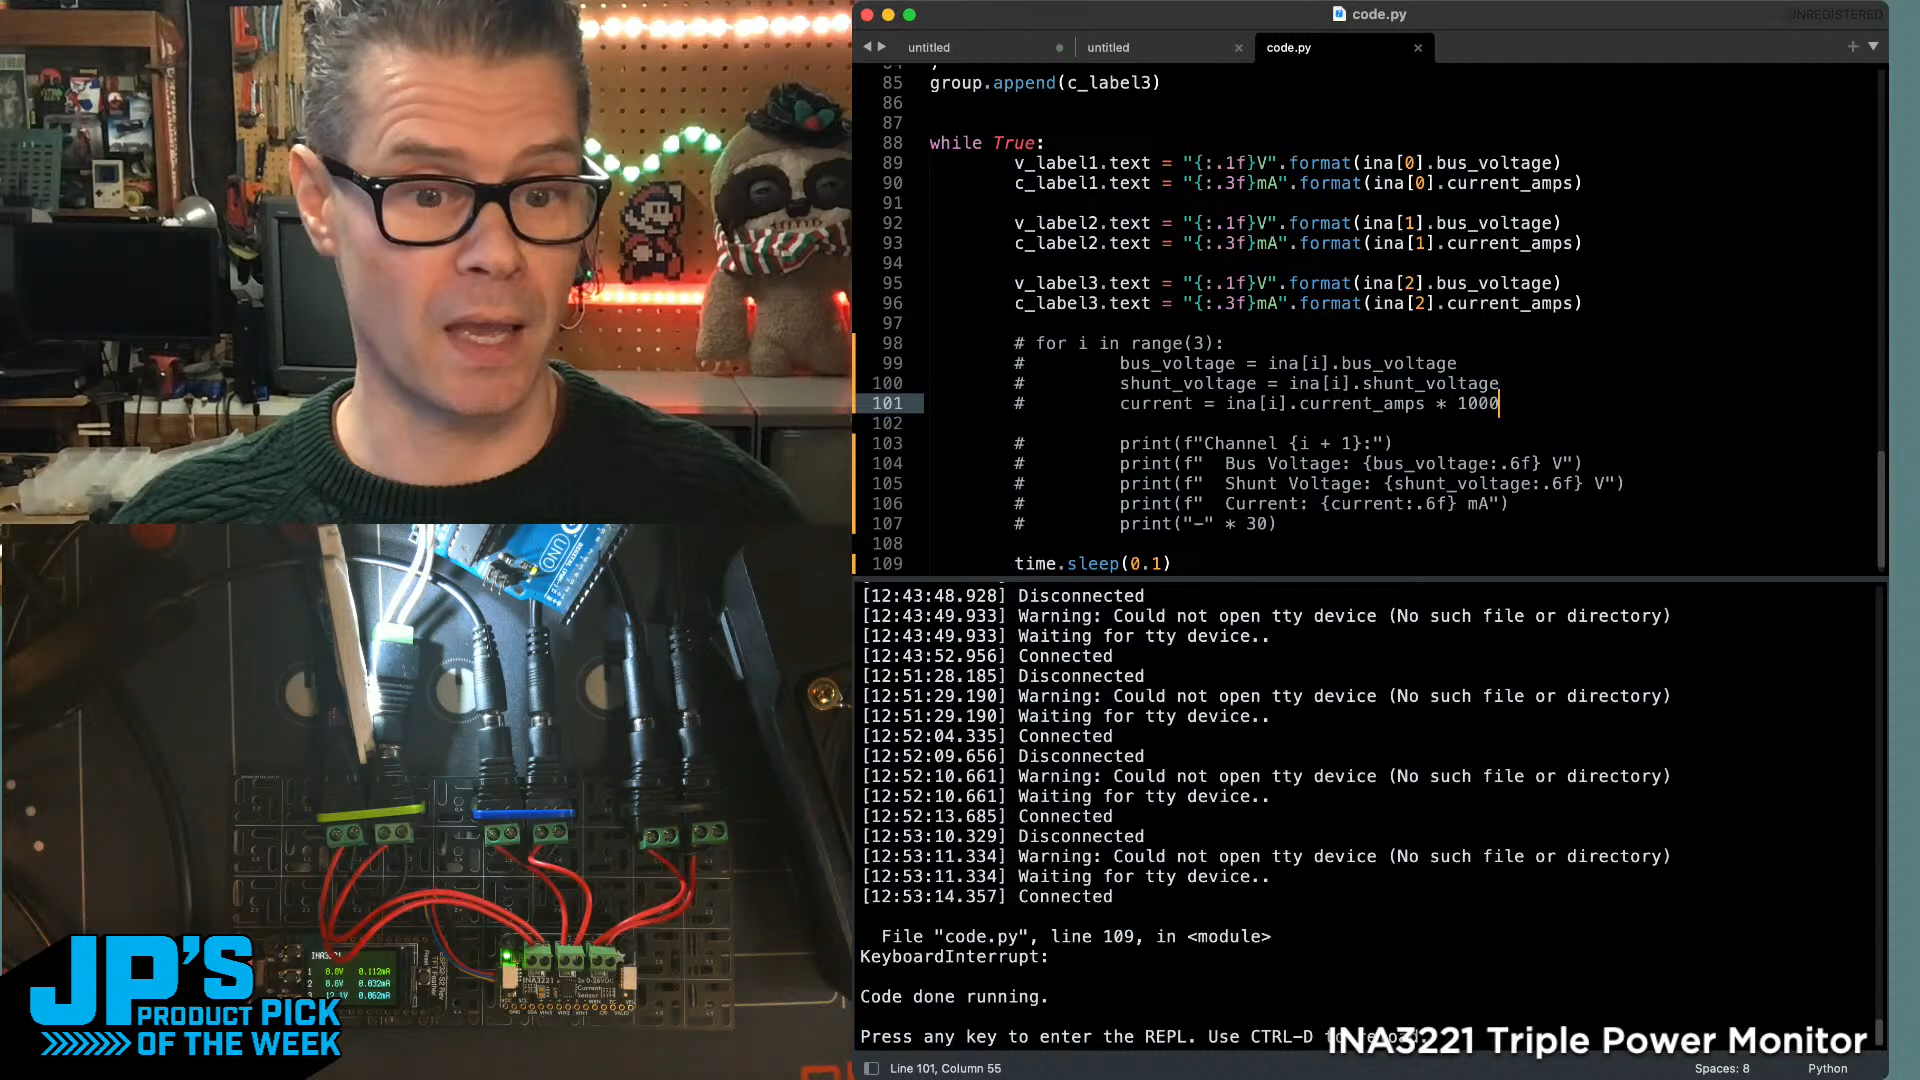 code.py
UNREGISTERED
untitled
untitled
code.py
85 group.append(c_label3)
86
87
88 while True:
89 v_label1.text = "{:.1f}V".format(ina[0].bus_voltage)
90 c_label1.text = "{:.3f}mA".format(ina[0].current_amps)
91
92 v_label2.text = "{:.1f}V".format(ina[1].bus_voltage)
93 c_label2.text = "{:.3f}mA".format(ina[1].current_amps)
94
95 v_label3.text = "{:.1f}V".format(ina[2].bus_voltage)
96 c_label3.text = "{:.3f}mA".format(ina[2].current_amps)
97
98 # for i in range(3):
99 # bus_voltage = ina[i].bus_voltage
100 # shunt_voltage = ina[i].shunt_voltage
101 # current = ina[i].current_amps * 1000
102
103 # print(f"Channel {i + 1}:")
104 # print(f"  Bus Voltage: {bus_voltage:.6f} V")
105 # print(f"  Shunt Voltage: {shunt_voltage:.6f} V")
106 # print(f"  Current: {current:.6f} mA")
107 # print("-" * 30)
108
109 time.sleep(0.1)
[12:43:48.928] Disconnected
[12:43:49.933] Warning: Could not open tty device (No such file or directory)
[12:43:49.933] Waiting for tty device..
[12:43:52.956] Connected
[12:51:28.185] Disconnected
[12:51:29.190] Warning: Could not open tty device (No such file or directory)
[12:51:29.190] Waiting for tty device..
[12:52:04.335] Connected
[12:52:09.656] Disconnected
[12:52:10.661] Warning: Could not open tty device (No such file or directory)
[12:52:10.661] Waiting for tty device..
[12:52:13.685] Connected
[12:53:10.329] Disconnected
[12:53:11.334] Warning: Could not open tty device (No such file or directory)
[12:53:11.334] Waiting for tty device..
[12:53:14.357] Connected
File "code.py", line 109, in <module>
KeyboardInterrupt:
Code done running.
Press any key to enter the REPL. Use CTRL-D
INA3221 Triple Power Monitor
Line 101, Column 55
Spaces: 8
Python
UNO
INA3221
1 0.112mA
2 0.032mA
3 0.062mA
INA3221
Current
Sensor
JP'S
PRODUCT PICK
OF THE WEEK